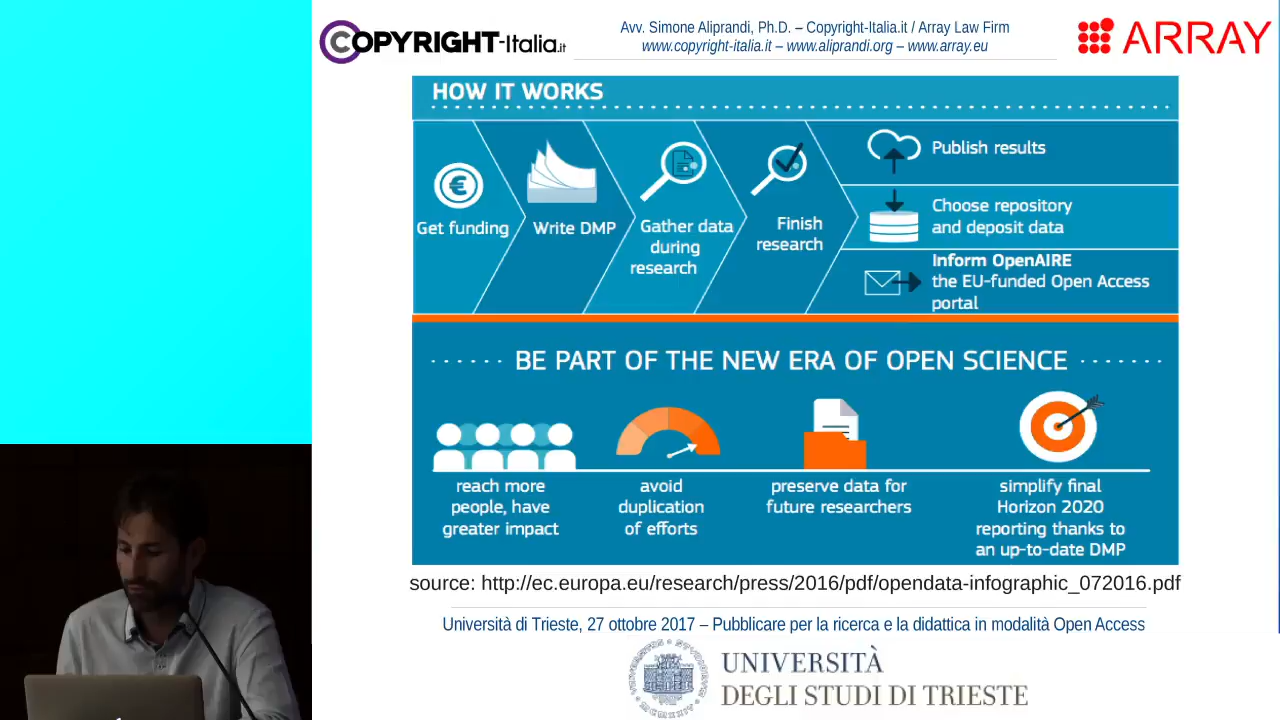 COPYRIGHT-Italia.it
Avv. Simone Aliprandi, Ph.D. – Copyright-Italia.it / Array Law Firm
www.copyright-italia.it – www.aliprandi.org – www.array.eu
ARRAY
HOW IT WORKS
Get funding
Write DMP
Gather data
during
research
Finish
research
Publish results
Choose repository
and deposit data
Inform OpenAIRE
the EU-funded Open Access
portal
BE PART OF THE NEW ERA OF OPEN SCIENCE
reach more
people, have
greater impact
avoid
duplication
of efforts
preserve data for
future researchers
simplify final
Horizon 2020
reporting thanks to
an up-to-date DMP
source: http://ec.europa.eu/research/press/2016/pdf/opendata-infographic_072016.pdf
Università di Trieste, 27 ottobre 2017 – Pubblicare per la ricerca e la didattica in modalità Open Access
UNIVERSITÀ
DEGLI STUDI DI TRIESTE